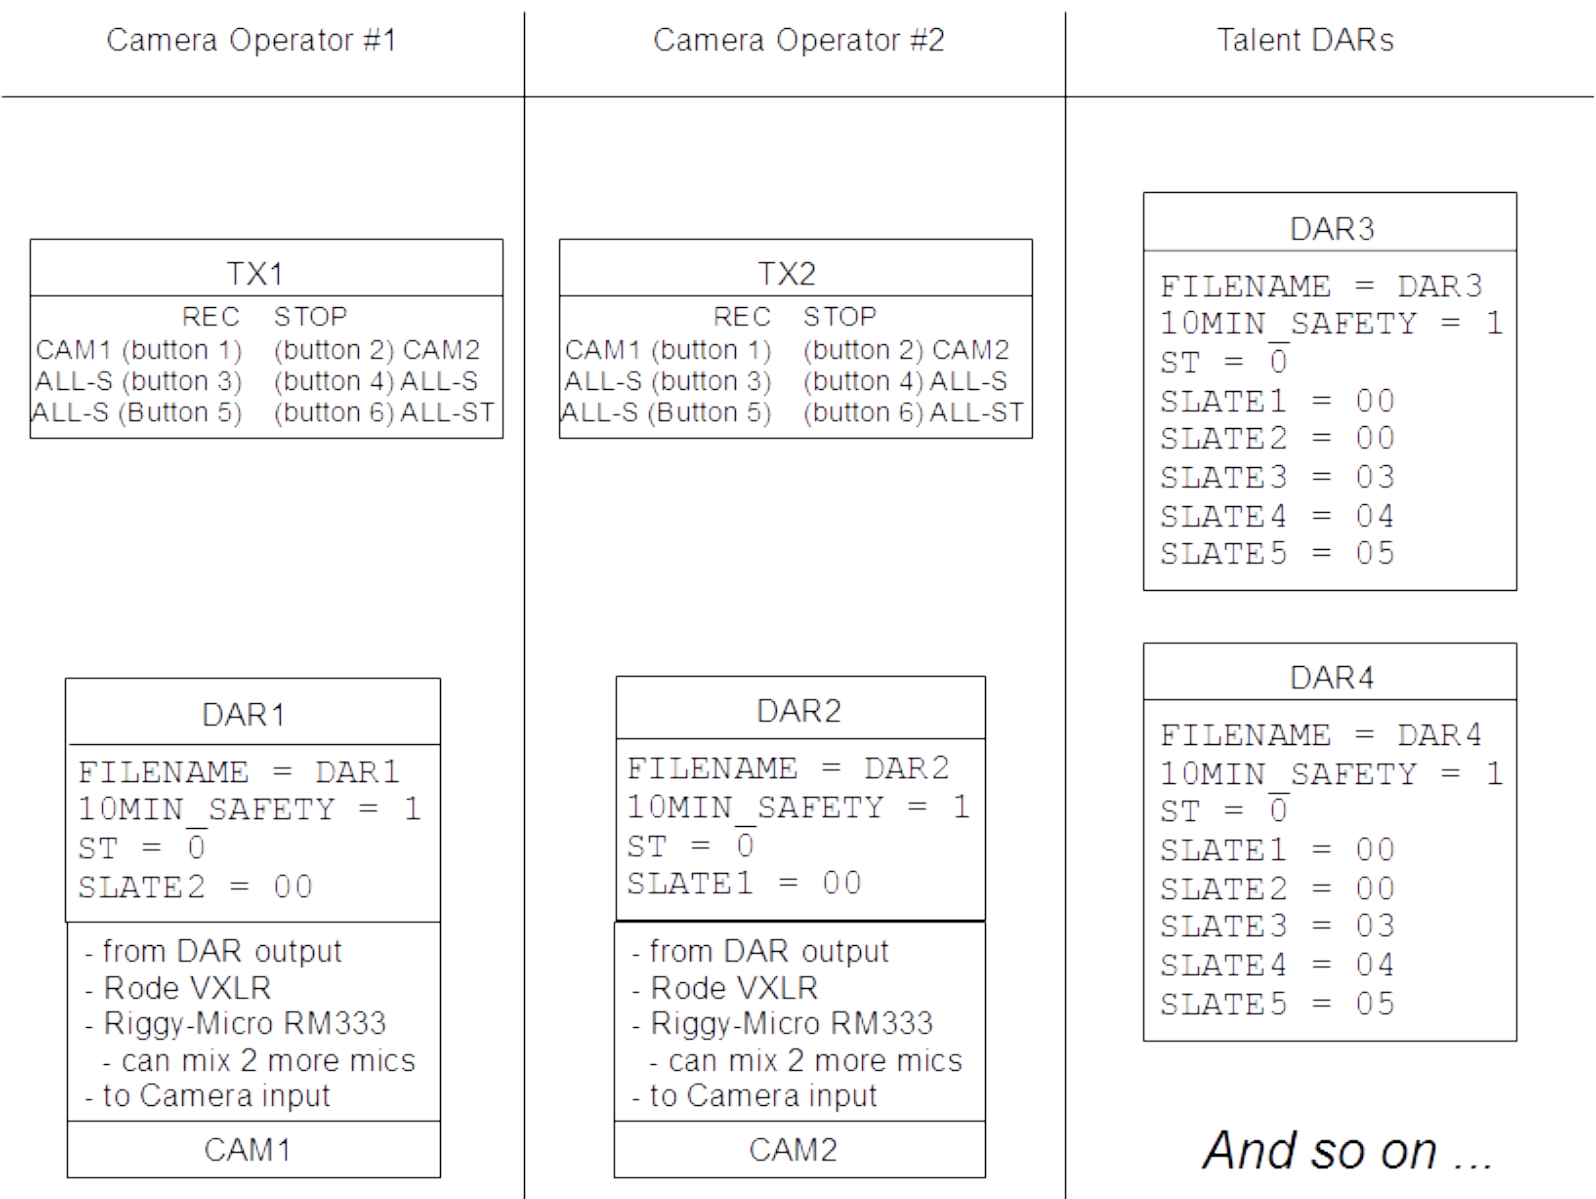 Camera Operator #1
Camera Operator #2
Talent DARs
TX1
REC STOP
CAM1 (button 1) (button 2) CAM2
ALL-S (button 3) (button 4) ALL-S
ALL-S (Button 5) (button 6) ALL-ST
DAR1
FILENAME = DAR1
10MIN_SAFETY = 1
ST = 0
SLATE2 = 00
- from DAR output
- Rode VXLR
- Riggy-Micro RM333
- can mix 2 more mics
- to Camera input
CAM1
TX2
REC STOP
CAM1 (button 1) (button 2) CAM2
ALL-S (button 3) (button 4) ALL-S
ALL-S (Button 5) (button 6) ALL-ST
DAR2
FILENAME = DAR2
10MIN_SAFETY = 1
ST = 0
SLATE1 = 00
- from DAR output
- Rode VXLR
- Riggy-Micro RM333
- can mix 2 more mics
- to Camera input
CAM2
DAR3
FILENAME = DAR3
10MIN_SAFETY = 1
ST = 0
SLATE1 = 00
SLATE2 = 00
SLATE3 = 03
SLATE4 = 04
SLATE5 = 05
DAR4
FILENAME = DAR4
10MIN_SAFETY = 1
ST = 0
SLATE1 = 00
SLATE2 = 00
SLATE3 = 03
SLATE4 = 04
SLATE5 = 05
And so on ...